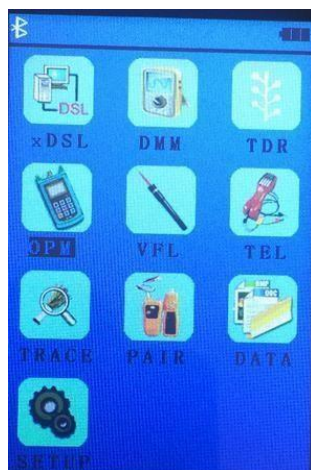 DSL
xDSL DMM TDR
OPM VFL TEL
TRACE PAIR DATA
SETUP